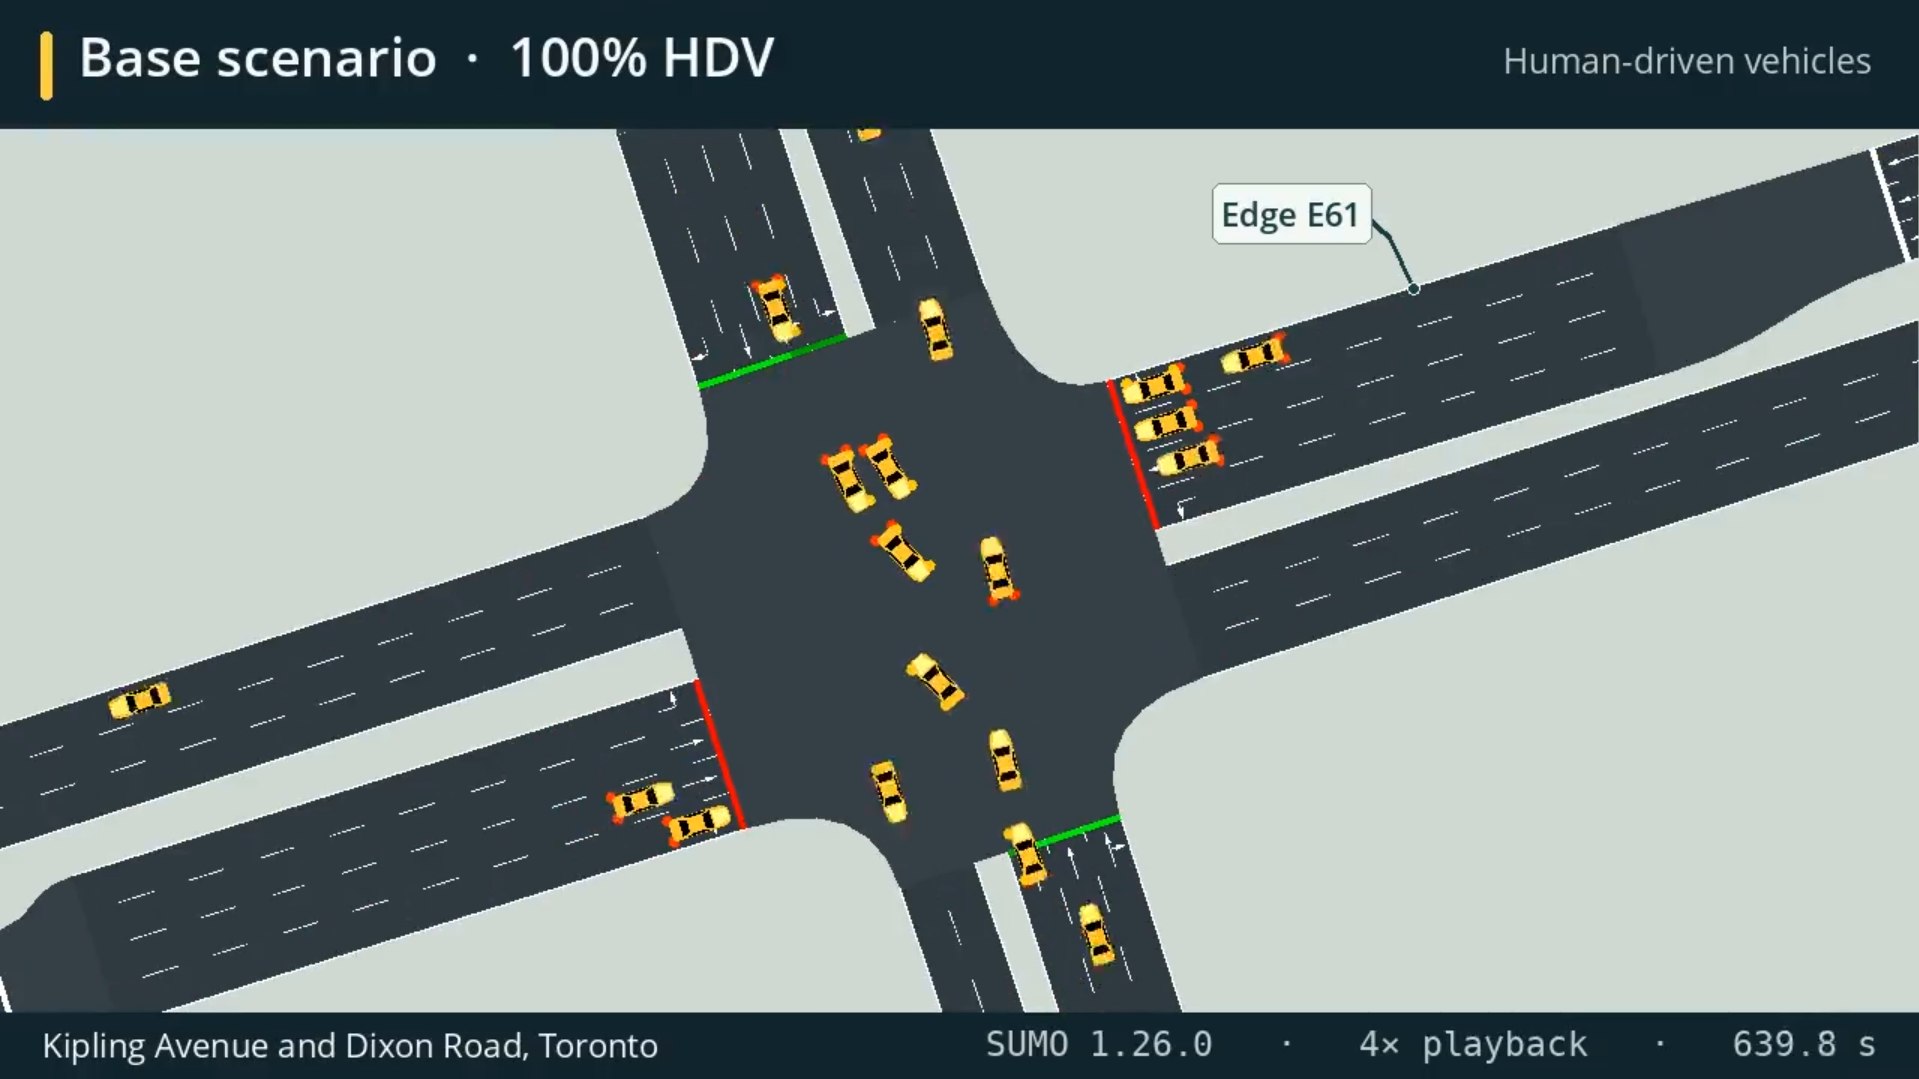 Base scenario · 100% HDV
Human-driven vehicles
Edge E61
Kipling Avenue and Dixon Road, Toronto
SUMO 1.26.0 · 4× playback · 639.8 s